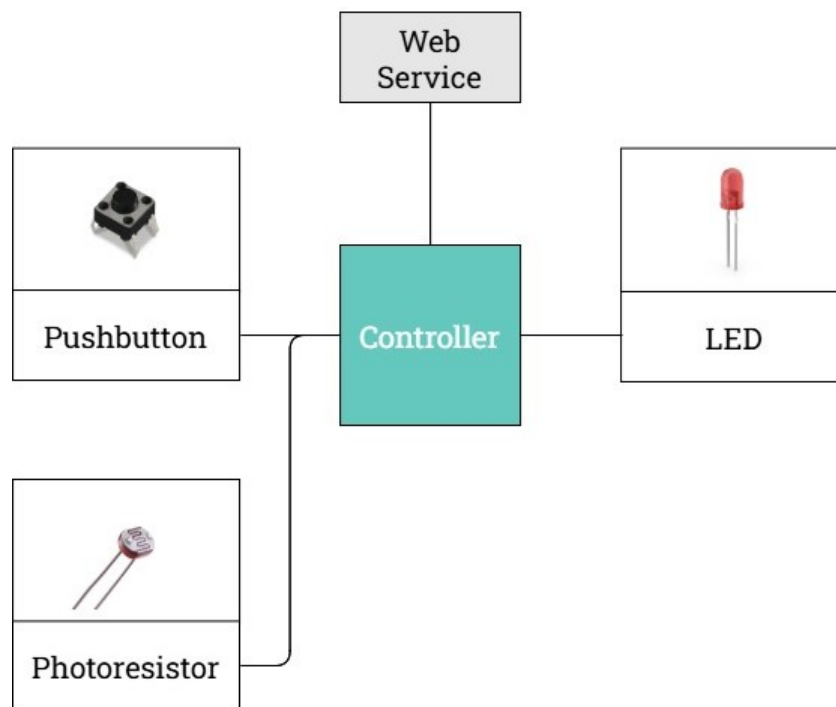 Web
Service
Pushbutton
Controller
LED
Photoresistor